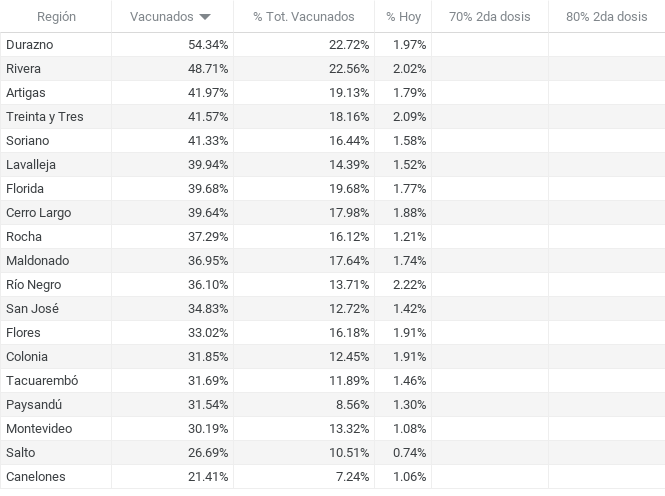 Región Vacunados % Tot. Vacunados % Hoy 70% 2da dosis 80% 2da dosis
Durazno 54.34% 22.72% 1.97%
Rivera 48.71% 22.56% 2.02%
Artigas 41.97% 19.13% 1.79%
Treinta y Tres 41.57% 18.16% 2.09%
Soriano 41.33% 16.44% 1.58%
Lavalleja 39.94% 14.39% 1.52%
Florida 39.68% 19.68% 1.77%
Cerro Largo 39.64% 17.98% 1.88%
Rocha 37.29% 16.12% 1.21%
Maldonado 36.95% 17.64% 1.74%
Río Negro 36.10% 13.71% 2.22%
San José 34.83% 12.72% 1.42%
Flores 33.02% 16.18% 1.91%
Colonia 31.85% 12.45% 1.91%
Tacuarembó 31.69% 11.89% 1.46%
Paysandú 31.54% 8.56% 1.30%
Montevideo 30.19% 13.32% 1.08%
Salto 26.69% 10.51% 0.74%
Canelones 21.41% 7.24% 1.06%